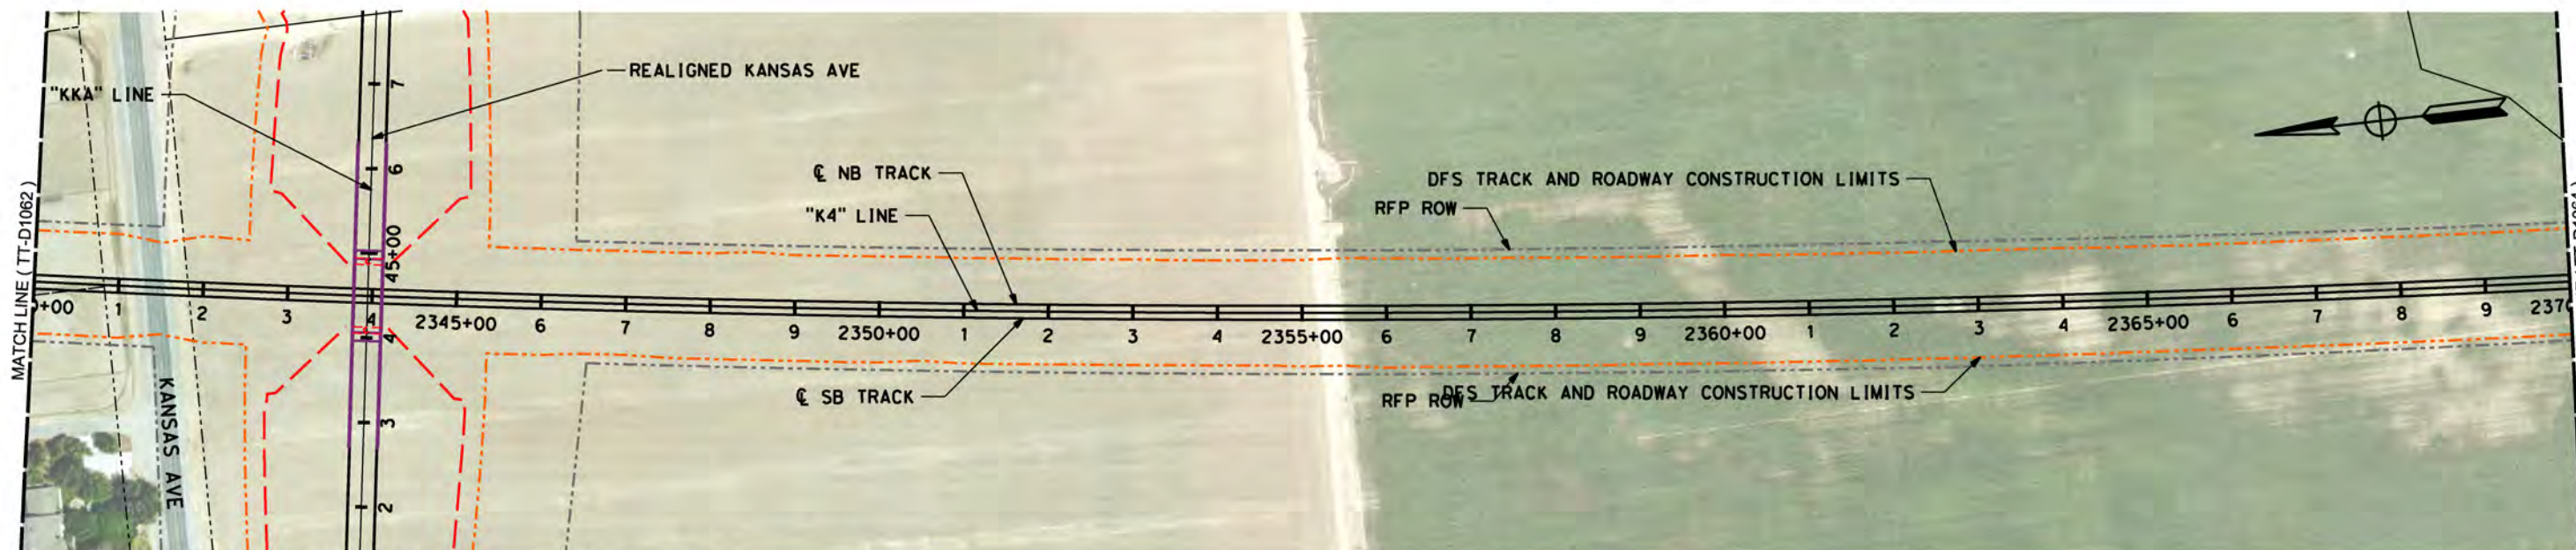 MATCH LINE ( TT-D1062 )
"KKA" LINE
REALIGNED KANSAS AVE
7
6
45+00
4
3
2
KANSAS AVE
℄ NB TRACK
"K4" LINE
DFS TRACK AND ROADWAY CONSTRUCTION LIMITS
RFP ROW
0+00 1 2 3 4 2345+00 6 7 8 9 2350+00 1 2 3 4 2355+00 6 7 8 9 2360+00 1 2 3 4 2365+00 6 7 8 9 2370
℄ SB TRACK
RFP ROW
DFS TRACK AND ROADWAY CONSTRUCTION LIMITS